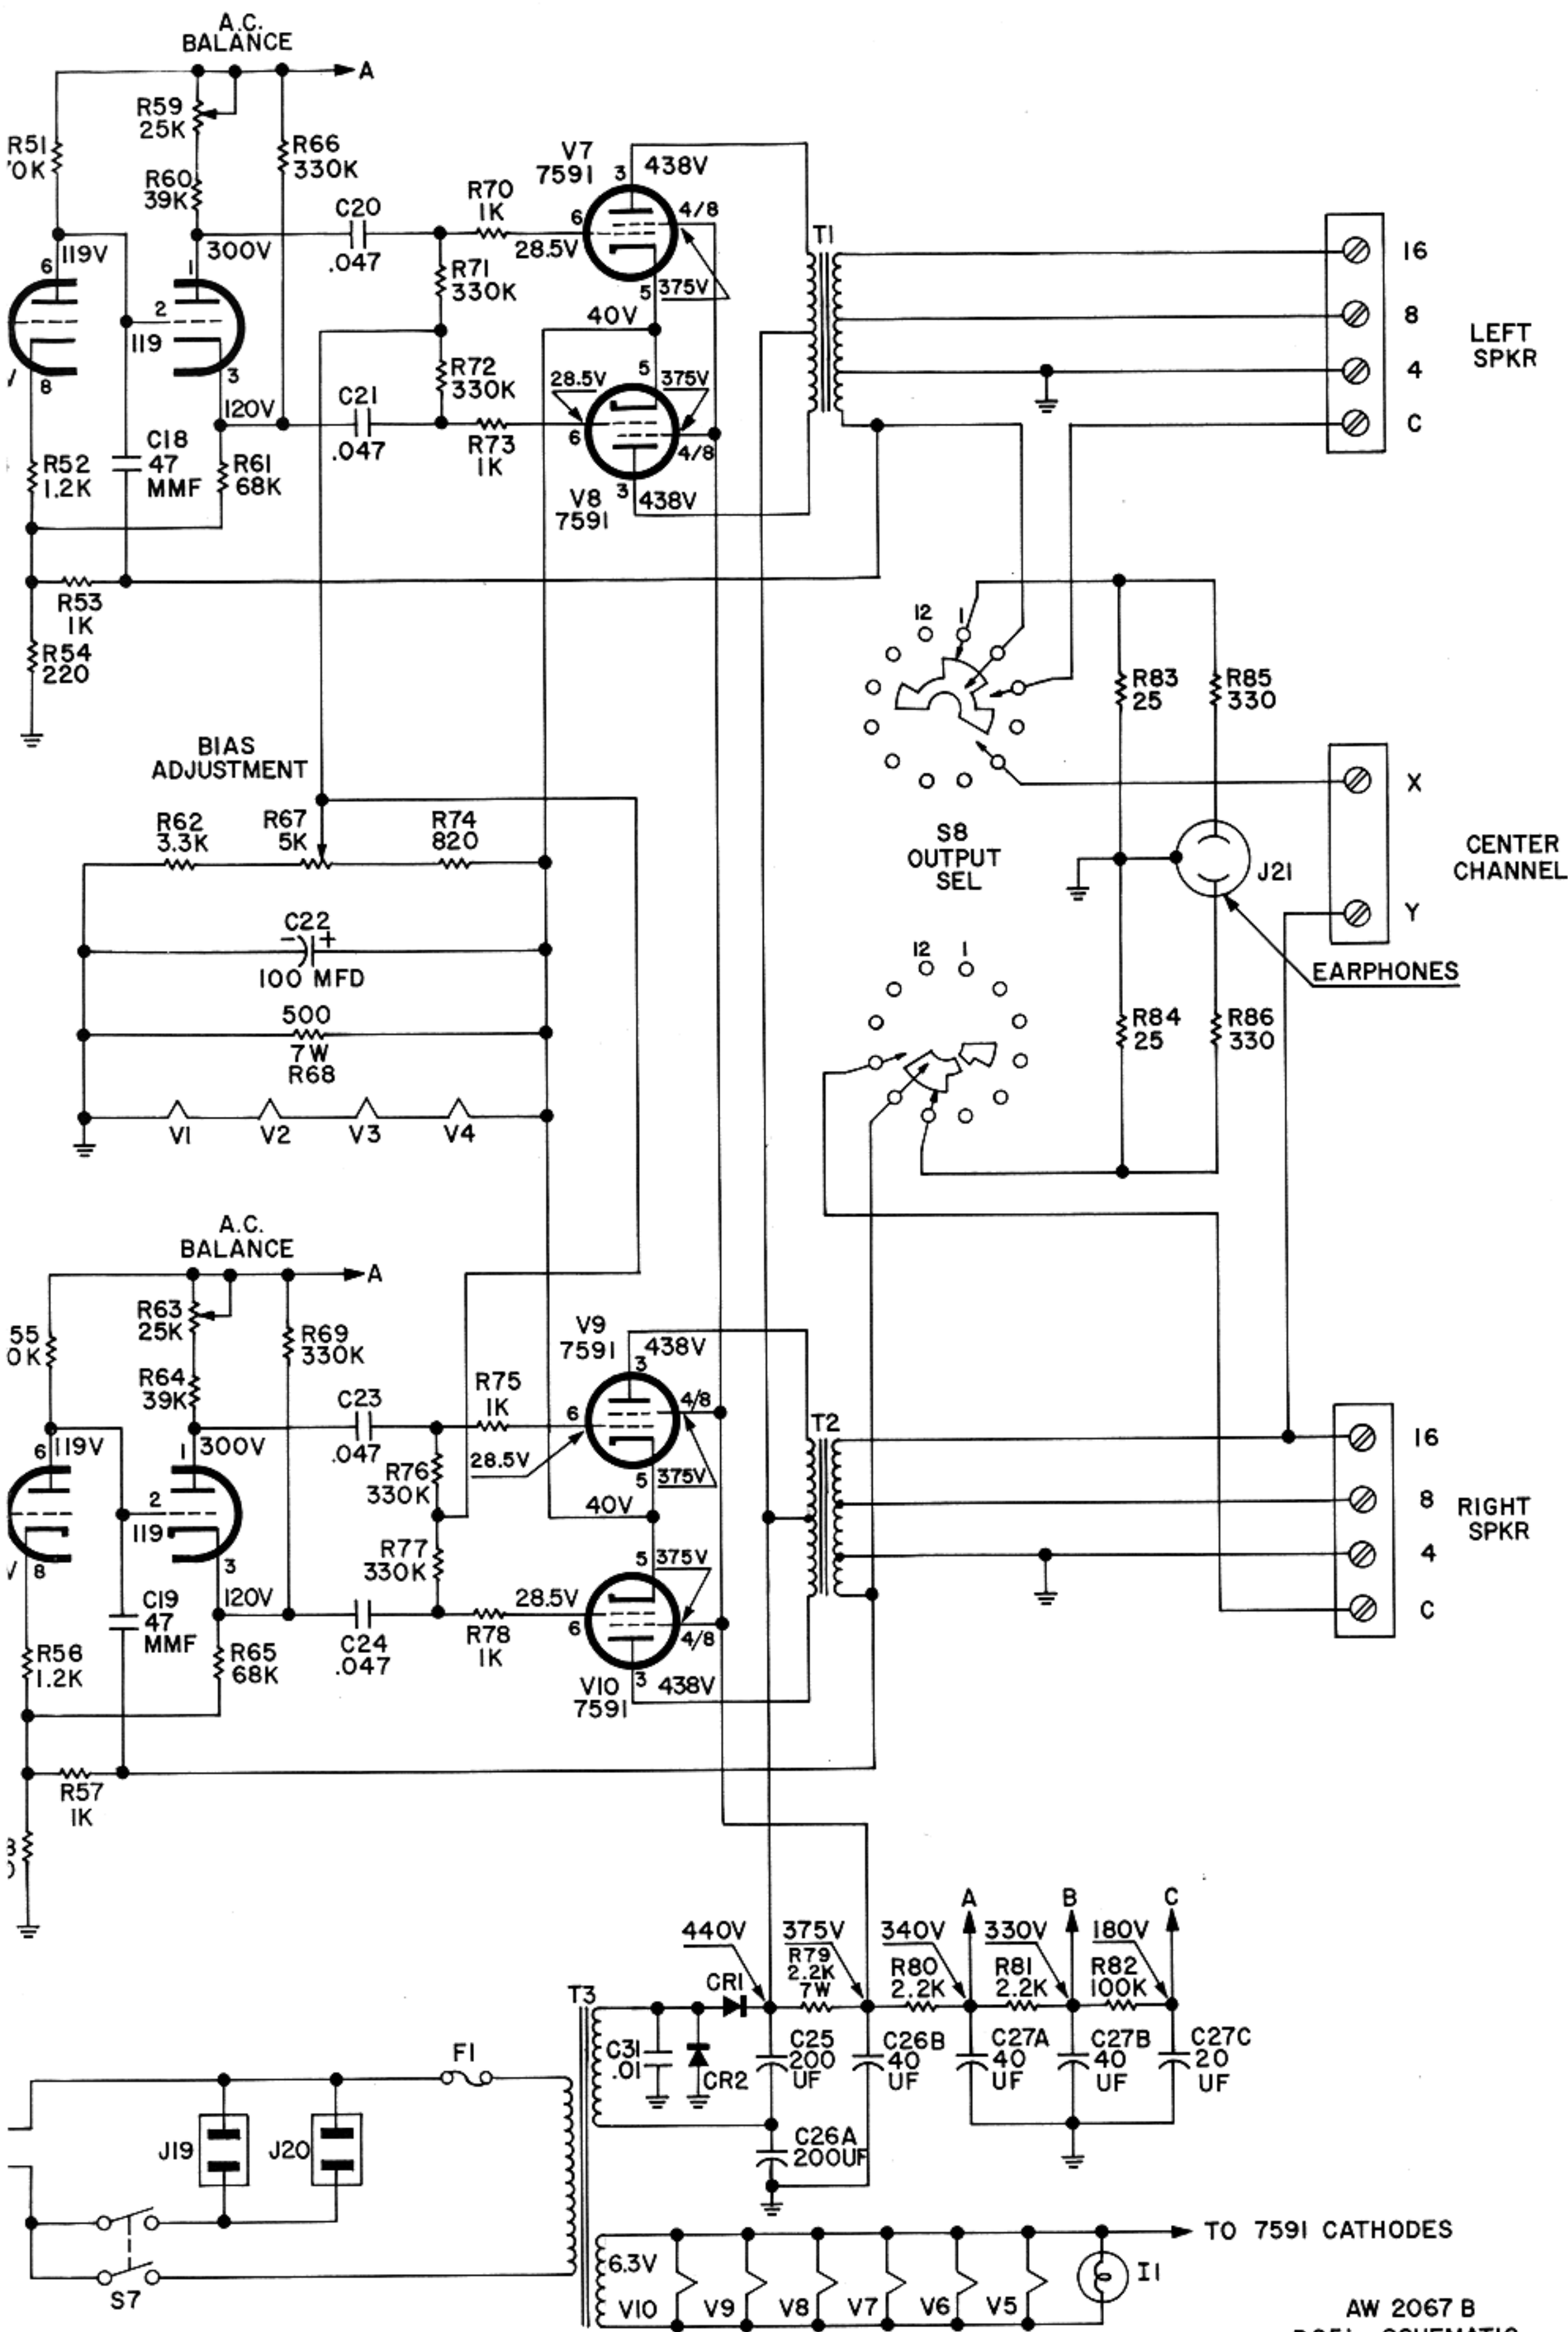 A.C.
BALANCE
A
R59
25K
R51
0K
R66
330K
R60
39K
V7
7591
3
438V
R70
1K
C20
.047
6
28.5V
4/8
119V
300V
R71
330K
5
375V
T1
16
8
4
C
LEFT
SPKR
6
1
2
119
3
8
V
40V
120V
R72
330K
5
28.5V
375V
C21
.047
R73
1K
6
4/8
V8
7591
3
438V
R52
1.2K
C18
47
MMF
R61
68K
R53
1K
R54
220
12
1
R83
25
R85
330
BIAS
ADJUSTMENT
R62
3.3K
R67
5K
R74
820
X
S8
OUTPUT
SEL
J21
CENTER
CHANNEL
Y
C22
- +
100 MFD
12
1
EARPHONES
500
7W
R68
R84
25
R86
330
V1
V2
V3
V4
A.C.
BALANCE
A
R63
25K
55
0K
R69
330K
R64
39K
V9
7591
3
438V
R75
1K
C23
.047
6
4/8
T2
16
8
4
C
RIGHT
SPKR
119V
6
1
300V
R76
330K
28.5V
5
375V
2
119
40V
R77
330K
5
375V
3
8
V
120V
28.5V
6
4/8
C19
47
MMF
C24
.047
R78
1K
R56
1.2K
R65
68K
V10
7591
3
438V
R57
1K
A
B
C
440V
375V
340V
330V
180V
R79
2.2K
7W
R80
2.2K
R81
2.2K
R82
100K
T3
CR1
C31
.01
CR2
C25
200
UF
C26B
40
UF
C27A
40
UF
C27B
40
UF
C27C
20
UF
F1
J19
J20
C26A
200UF
S7
TO 7591 CATHODES
6.3V
V10
V9
V8
V7
V6
V5
I1
AW 2067 B